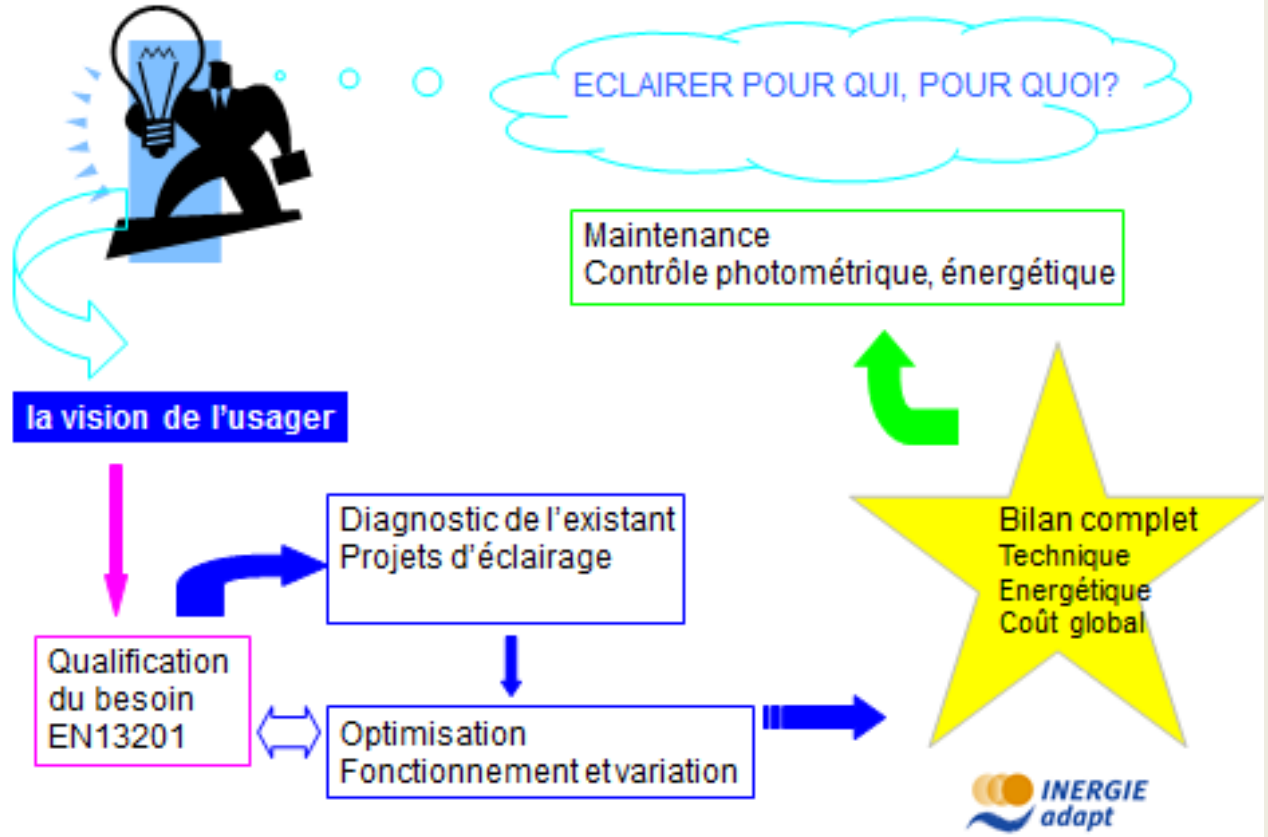 ECLAIRER POUR QUI, POUR QUOI?
Maintenance
Contrôle photométrique, énergétique
la vision de l'usager
Diagnostic de l'existant
Projets d'éclairage
Qualification
du besoin
EN13201
Optimisation
Fonctionnement et variation
Bilan complet
Technique
Energétique
Coût global
INERGIE
adapt